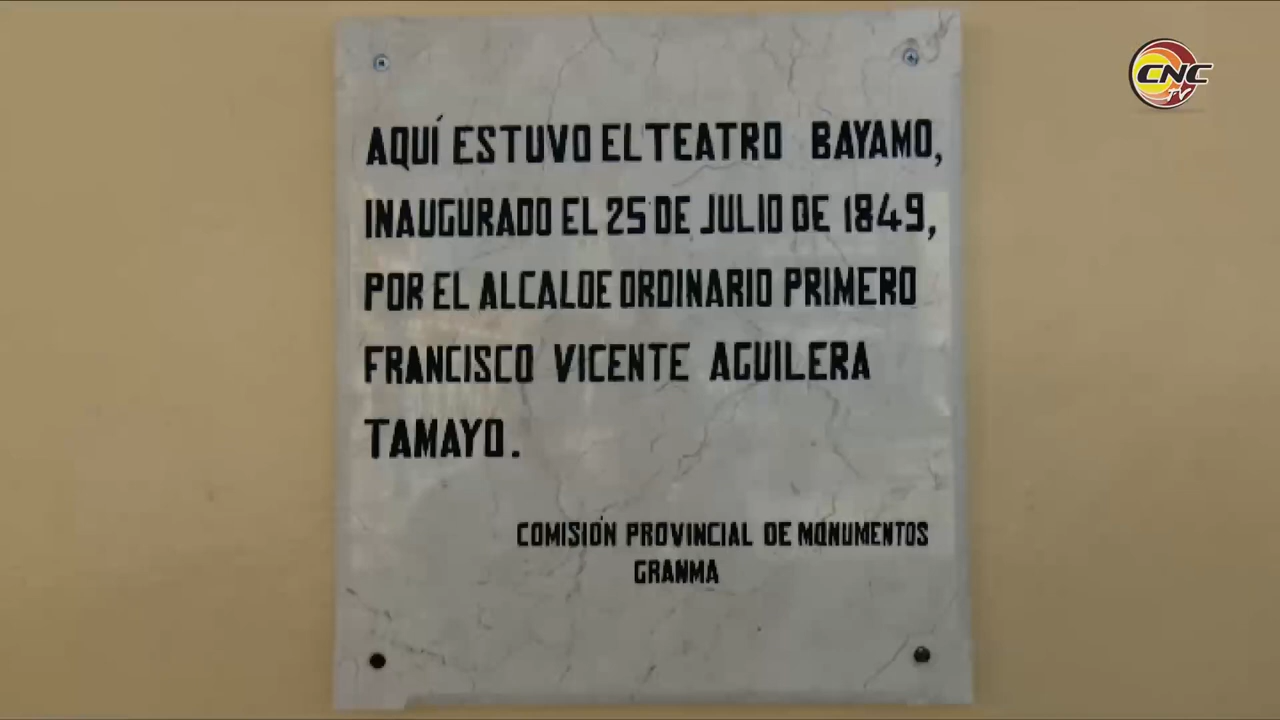 CNC
TV
AQUÍ ESTUVO EL TEATRO BAYAMO,
INAUGURADO EL 25 DE JULIO DE 1849,
POR EL ALCALDE ORDINARIO PRIMERO
FRANCISCO VICENTE AGUILERA
TAMAYO.
COMISIÓN PROVINCIAL DE MONUMENTOS
GRANMA